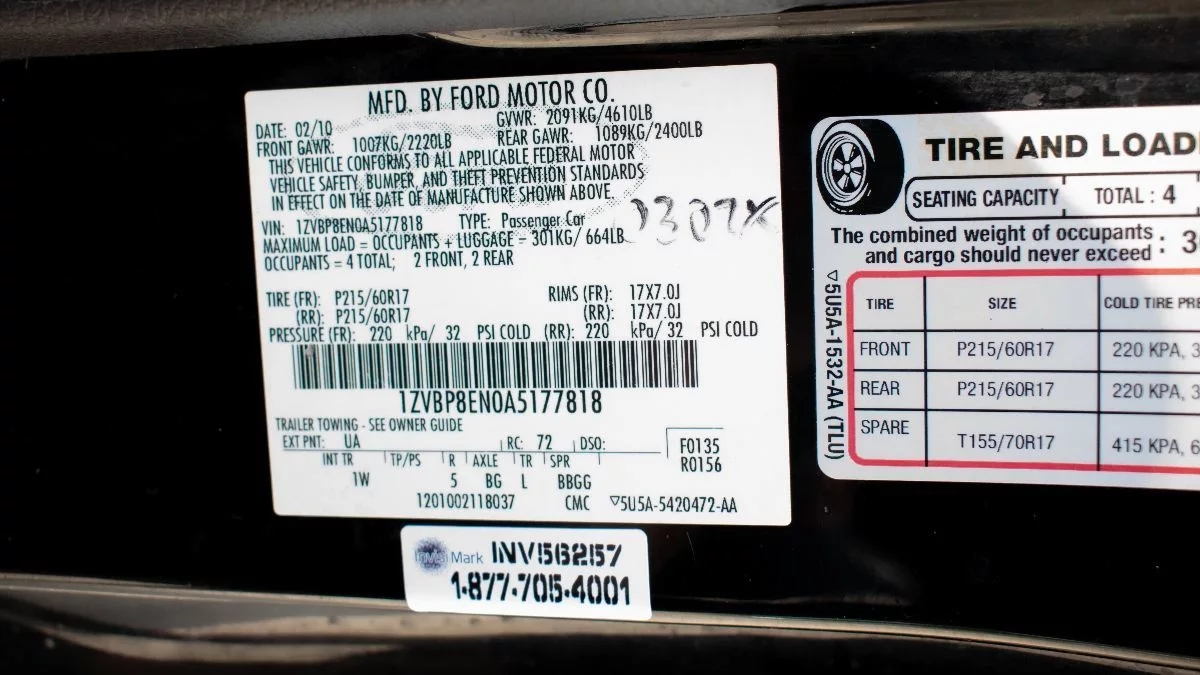 MFD. BY FORD MOTOR CO.
DATE: 02/10 GVWR: 2091KG/4610LB
FRONT GAWR: 1007KG/2220LB REAR GAWR: 1089KG/2400LB
THIS VEHICLE CONFORMS TO ALL APPLICABLE FEDERAL MOTOR
VEHICLE SAFETY, BUMPER, AND THEFT PREVENTION STANDARDS
IN EFFECT ON THE DATE OF MANUFACTURE SHOWN ABOVE.
VIN: 1ZVBP8EN0A5177818 TYPE: Passenger Car
MAXIMUM LOAD = OCCUPANTS + LUGGAGE = 301KG/ 664LB
OCCUPANTS = 4 TOTAL; 2 FRONT, 2 REAR
TIRE (FR): P215/60R17 RIMS (FR): 17X7.0J
(RR): P215/60R17 (RR): 17X7.0J
PRESSURE (FR): 220 kPa/ 32 PSI COLD (RR): 220 kPa/ 32 PSI COLD
1ZVBP8EN0A5177818
TRAILER TOWING - SEE OWNER GUIDE
EXT PNT: UA RC: 72 DSO: F0135
R0156
INT TR TP/PS R AXLE TR SPR
1W 5 BG L BBGG
1201002118037 CMC ▽5U5A-5420472-AA
Invis Mark INV56257
1-877-705-4001
TIRE AND LOADI
SEATING CAPACITY TOTAL : 4
The combined weight of occupants
and cargo should never exceed : 3
▽5U5A-1532-AA (TLU)
TIRE SIZE COLD TIRE PRE
FRONT P215/60R17 220 KPA, 3
REAR P215/60R17 220 KPA, 3
SPARE T155/70R17 415 KPA, 6